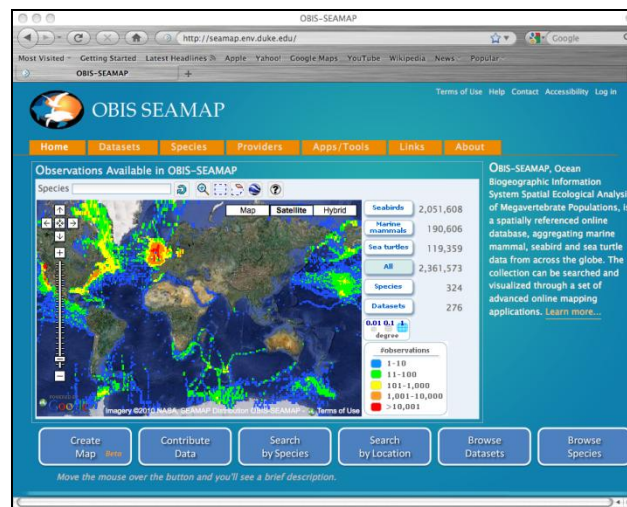 OBIS-SEAMAP
http://seamap.env.duke.edu/
Google
Most Visited Getting Started Latest Headlines Apple Yahoo! Google Maps YouTube Wikipedia News Popular
OBIS-SEAMAP
Terms of Use Help Contact Accessibility Log in
OBIS SEAMAP
Home Datasets Species Providers Apps/Tools Links About
Observations Available in OBIS-SEAMAP
Species
Map Satellite Hybrid
Seabirds 2,051,608
Marine mammals 190,606
Sea turtles 119,359
All 2,361,573
Species 324
Datasets 276
0.01 0.1 1
degree
#observations
1-10
11-100
101-1,000
1,001-10,000
>10,001
Google
Imagery ©2010 NASA, SEAMAP Distribution OBIS-SEAMAP - Terms of Use
OBIS-SEAMAP, Ocean
Biogeographic Information
System Spatial Ecological Analysis
of Megavertebrate Populations, is
a spatially referenced online
database, aggregating marine
mammal, seabird and sea turtle
data from across the globe. The
collection can be searched and
visualized through a set of
advanced online mapping
applications. Learn more...
Create Map Beta
Contribute Data
Search by Species
Search by Location
Browse Datasets
Browse Species
Move the mouse over the button and you'll see a brief description.